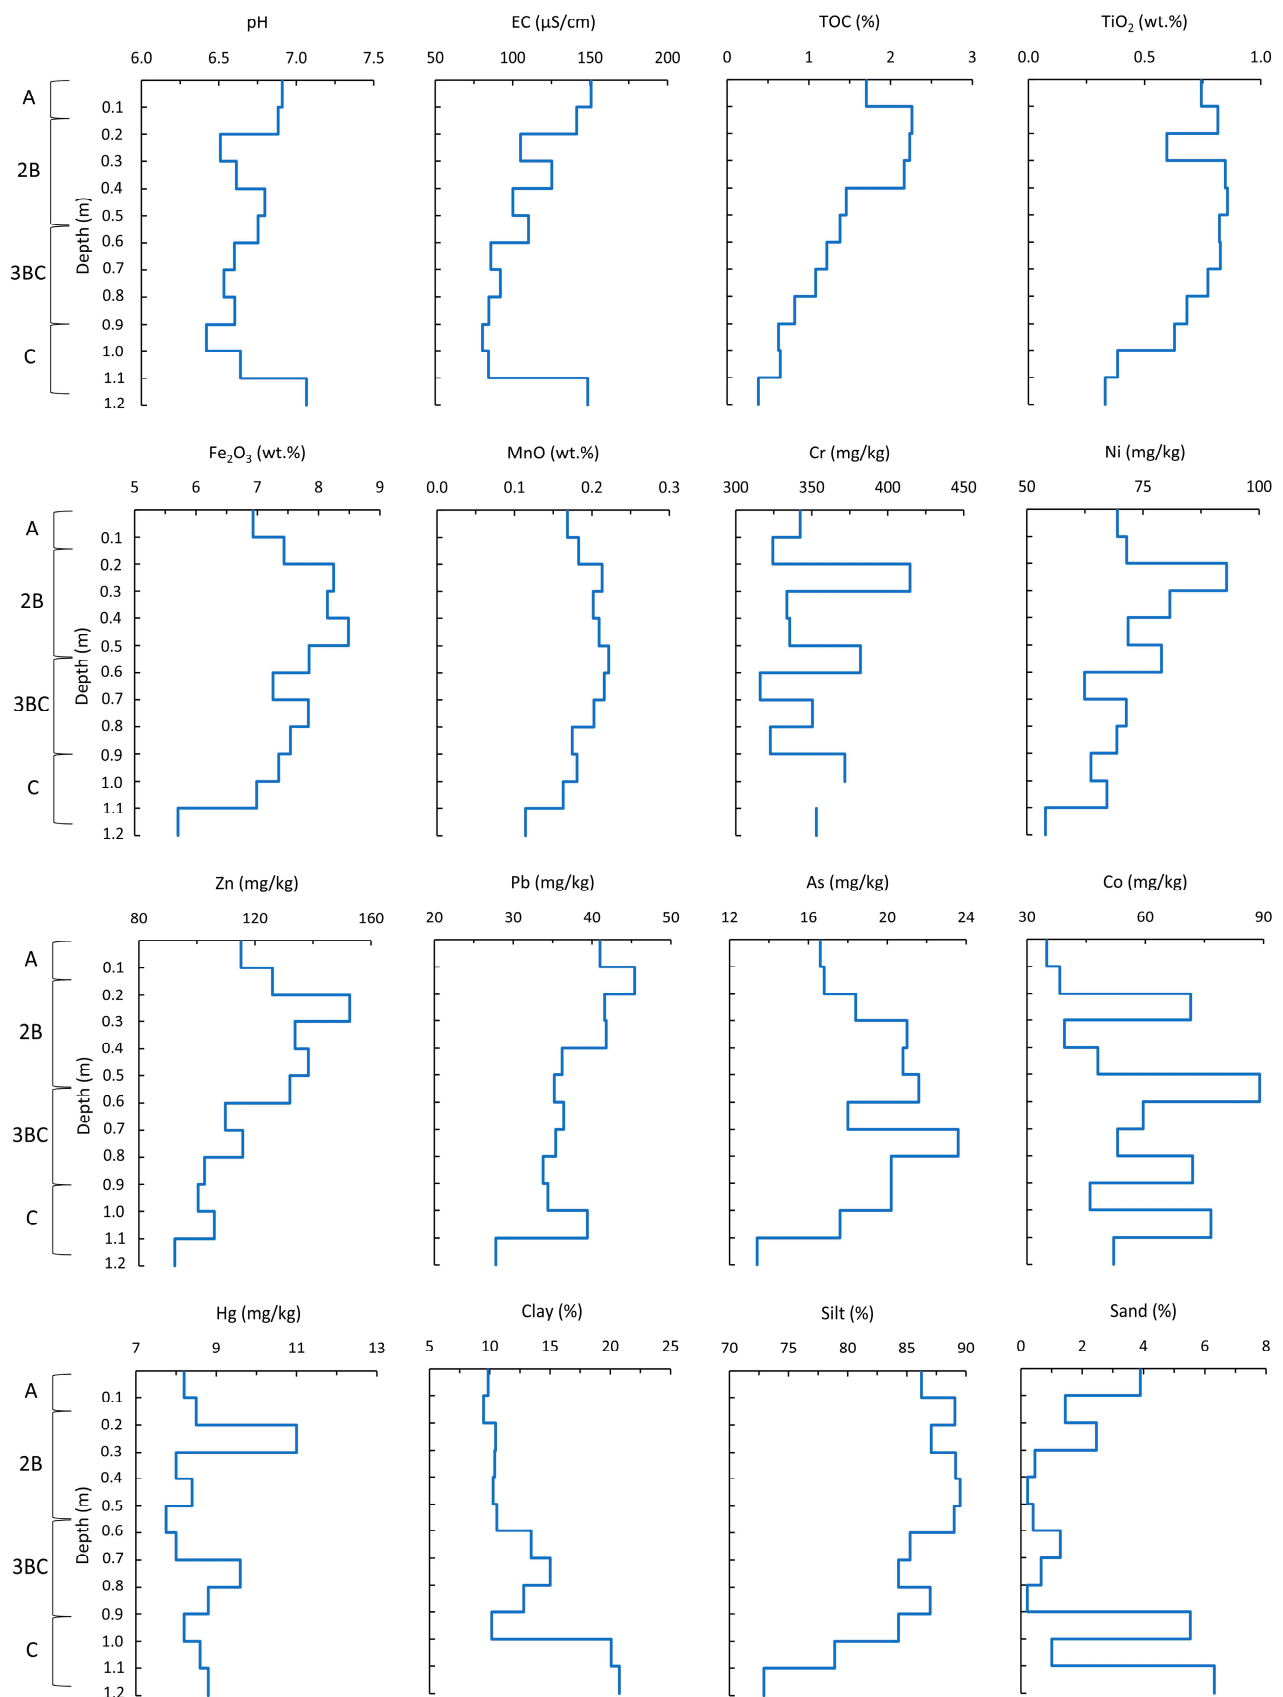 pH EC (µS/cm) TOC (%) TiO₂ (wt.%)
6.0 6.5 7.0 7.5 50 100 150 200 0 1 2 3 0.0 0.5 1.0
A
2B
3BC
C
Depth (m)
0.1
0.2
0.3
0.4
0.5
0.6
0.7
0.8
0.9
1.0
1.1
1.2
Fe₂O₃ (wt.%) MnO (wt.%) Cr (mg/kg) Ni (mg/kg)
5 6 7 8 9 0.0 0.1 0.2 0.3 300 350 400 450 50 75 100
A
2B
3BC
C
Depth (m)
0.1
0.2
0.3
0.4
0.5
0.6
0.7
0.8
0.9
1.0
1.1
1.2
Zn (mg/kg) Pb (mg/kg) As (mg/kg) Co (mg/kg)
80 120 160 20 30 40 50 12 16 20 24 30 60 90
A
2B
3BC
C
Depth (m)
0.1
0.2
0.3
0.4
0.5
0.6
0.7
0.8
0.9
1.0
1.1
1.2
Hg (mg/kg) Clay (%) Silt (%) Sand (%)
7 9 11 13 5 10 15 20 25 70 75 80 85 90 0 2 4 6 8
A
2B
3BC
C
Depth (m)
0.1
0.2
0.3
0.4
0.5
0.6
0.7
0.8
0.9
1.0
1.1
1.2